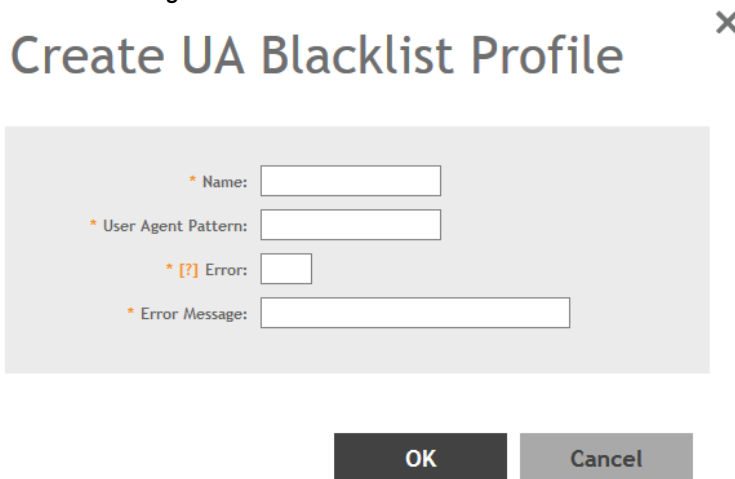 Create UA Blacklist Profile
* Name:
* User Agent Pattern:
* [?] Error:
* Error Message:
OK Cancel